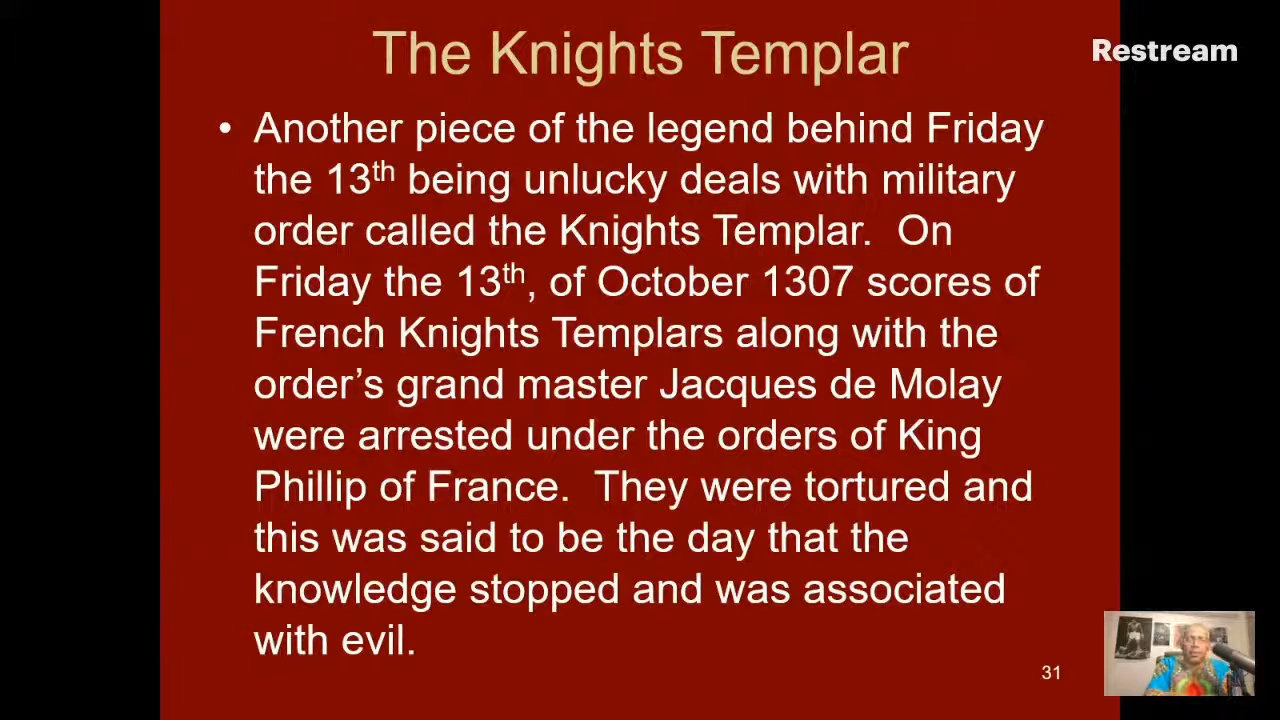 The Knights Templar
Restream
• Another piece of the legend behind Friday
the 13th being unlucky deals with military
order called the Knights Templar.  On
Friday the 13th, of October 1307 scores of
French Knights Templars along with the
order’s grand master Jacques de Molay
were arrested under the orders of King
Phillip of France.  They were tortured and
this was said to be the day that the
knowledge stopped and was associated
with evil.
31